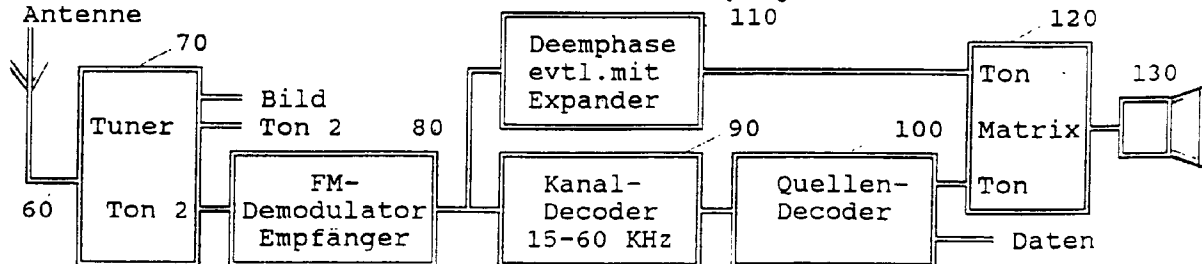 Antenne
70
110
120
Deemphase
evtl.mit
Expander
Ton
130
Bild
Tuner
Ton 2
80
90
100
Matrix
FM-
Demodulator
Empfänger
Kanal-
Decoder
15-60 KHz
Quellen-
Decoder
Ton
60
Ton 2
Daten